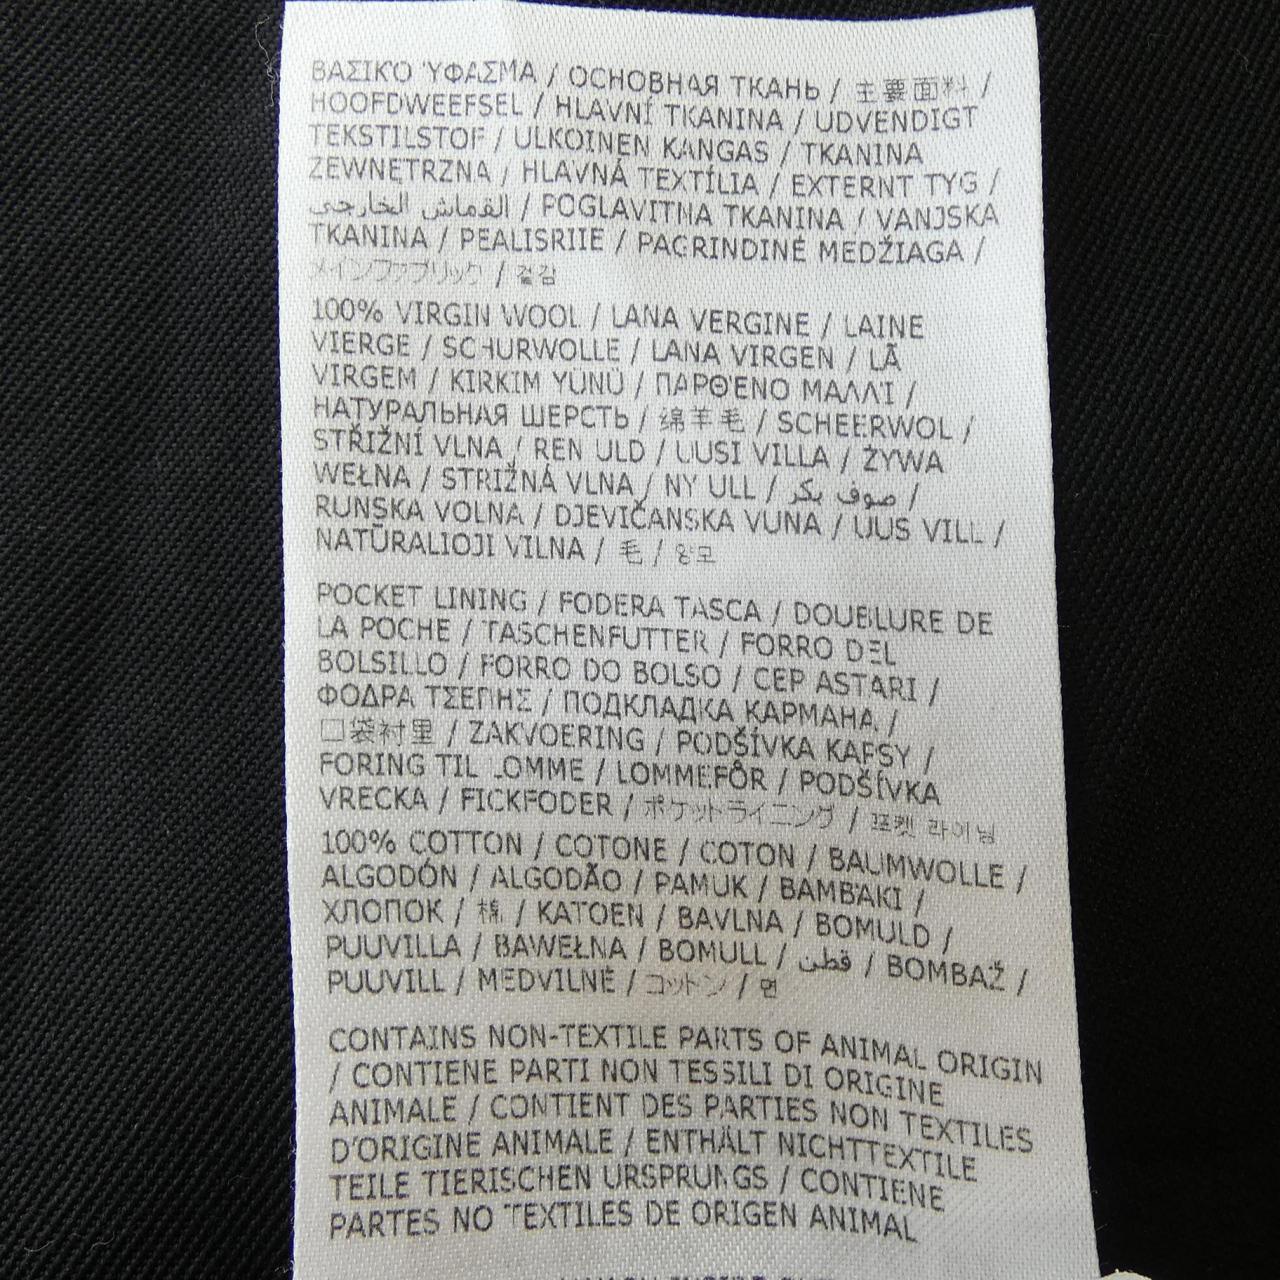 ΒΑΣΙΚΌ ΎΦΑΣΜΑ / ОСНОВНАЯ ТКАНЬ / 主要面料 /
HOOFDWEEFSEL / HLAVNÍ TKANINA / UDVENDIGT
TEKSTILSTOF / ULKOINEN KANGAS / TKANINA
ZEWNĘTRZNA / HLAVNÁ TEXTÍLIA / EXTERNT TYG /
القماش الخارجي / POGLAVITNA TKANINA / VANJSKA
TKANINA / PEALISRIIE / PAGRINDINĖ MEDŽIAGA /
メインファブリック / 겉감
100% VIRGIN WOOL / LANA VERGINE / LAINE
VIERGE / SCHURWOLLE / LANA VIRGEN / LÃ
VIRGEM / KIRKIM YÜNÜ / ΠΑΡΘΈΝΟ ΜΑΛΛΊ /
НАТУРАЛЬНАЯ ШЕРСТЬ / 绵羊毛 / SCHEERWOL /
STŘIŽNÍ VLNA / REN ULD / UUSI VILLA / ŻYWA
WEŁNA / STRIŽNÁ VLNA / NY ULL / صوف بكر /
RUNSKA VOLNA / DJEVIČANSKA VUNA / UUS VILL /
NATŪRALIOJI VILNA / 毛 / 양모
POCKET LINING / FODERA TASCA / DOUBLURE DE
LA POCHE / TASCHENFUTTER / FORRO DEL
BOLSILLO / FORRO DO BOLSO / CEP ASTARI /
ΦΟΔΡΑ ΤΣΕΠΗΣ / ПОДКЛАДКА КАРМАНА /
口袋衬里 / ZAKVOERING / PODŠÍVKA KAPSY /
FORING TIL LOMME / LOMMEFÔR / PODŠÍVKA
VRECKA / FICKFODER / ポケットライニング / 포켓 라이닝
100% COTTON / COTONE / COTON / BAUMWOLLE /
ALGODÓN / ALGODÃO / PAMUK / ΒΑΜΒΆΚΙ /
ХЛОПОК / 棉 / KATOEN / BAVLNA / BOMULD /
PUUVILLA / BAWEŁNA / BOMULL / قطن / BOMBAŽ /
PUUVILL / MEDVILNĖ / コットン / 면
CONTAINS NON-TEXTILE PARTS OF ANIMAL ORIGIN
/ CONTIENE PARTI NON TESSILI DI ORIGINE
ANIMALE / CONTIENT DES PARTIES NON TEXTILES
D'ORIGINE ANIMALE / ENTHÄLT NICHTTEXTILE
TEILE TIERISCHEN URSPRUNGS / CONTIENE
PARTES NO TEXTILES DE ORIGEN ANIMAL